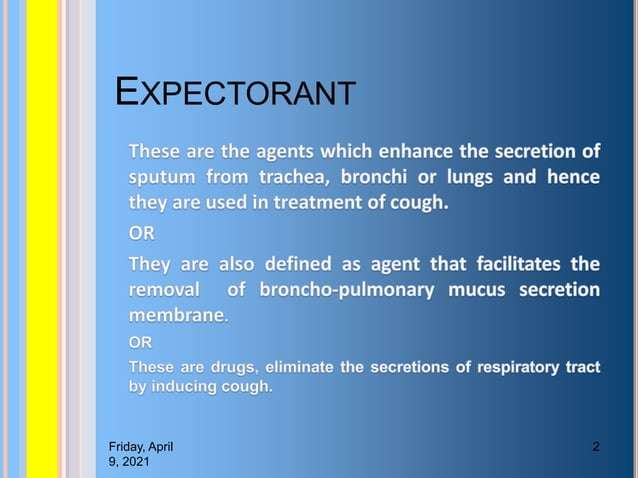 EXPECTORANT
These are the agents which enhance the secretion of
sputum from trachea, bronchi or lungs and hence
they are used in treatment of cough.
OR
They are also defined as agent that facilitates the
removal of broncho-pulmonary mucus secretion
membrane.
OR
These are drugs, eliminate the secretions of respiratory tract
by inducing cough.
Friday, April
9, 2021
2